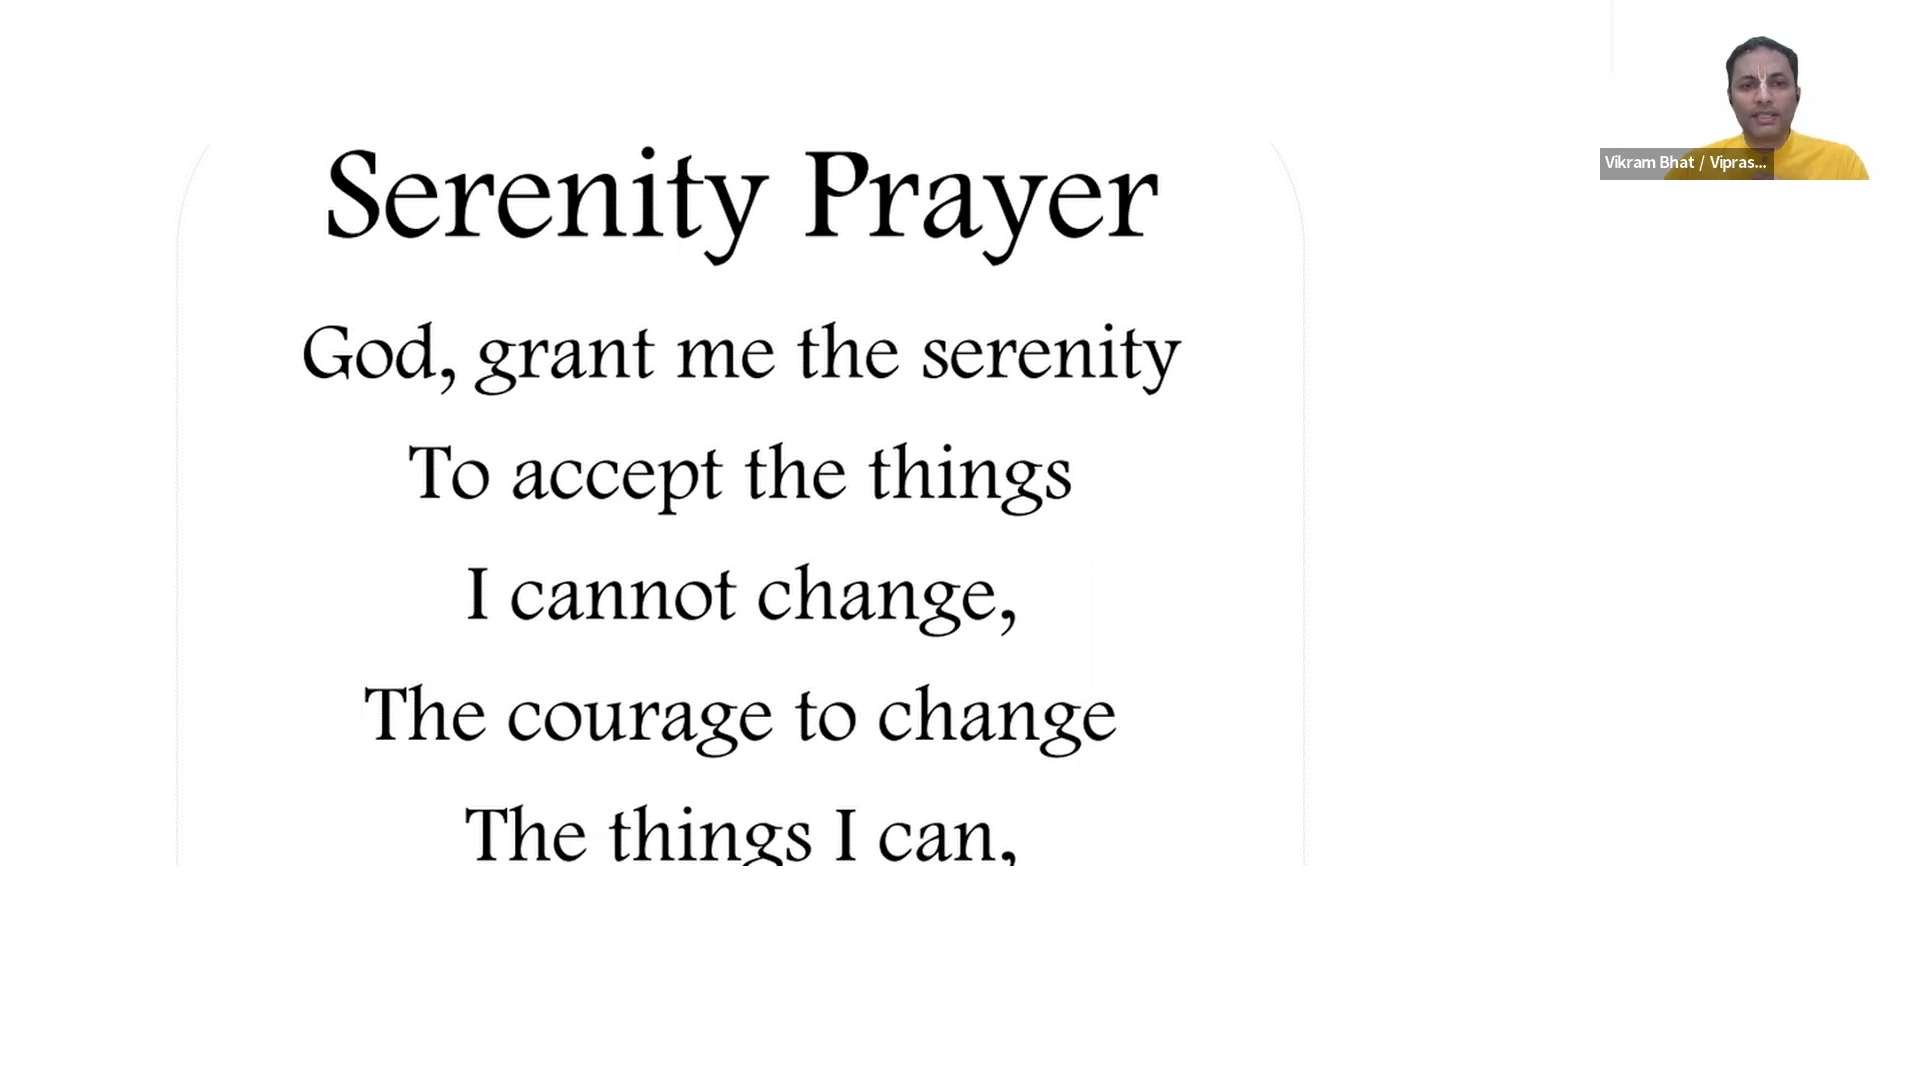 Serenity Prayer
God, grant me the serenity
To accept the things
I cannot change,
The courage to change
The things I can,
Vikram Bhat / Vipras...